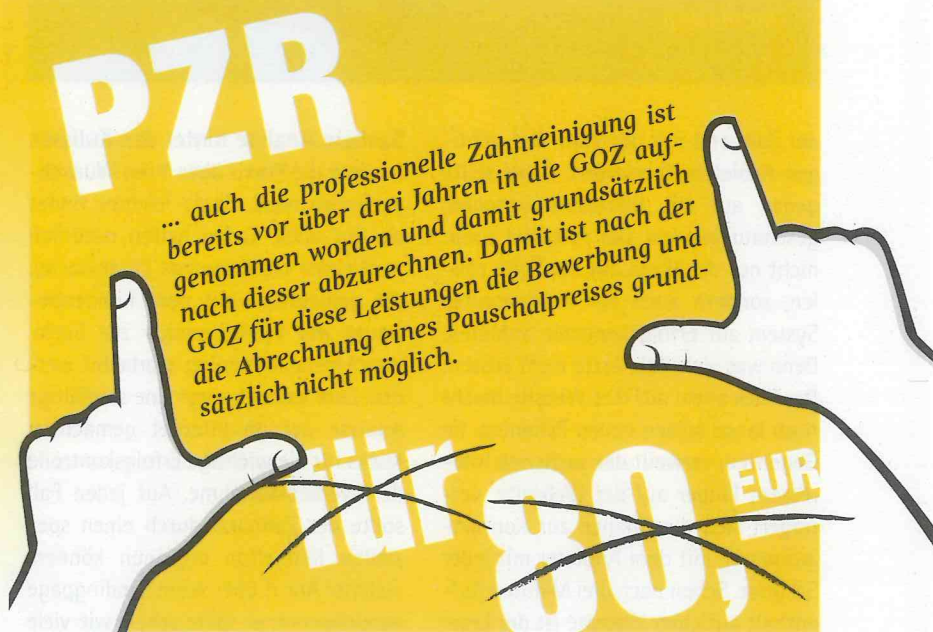 PZR
... auch die professionelle Zahnreinigung ist
bereits vor über drei Jahren in die GOZ auf-
genommen worden und damit grundsätzlich
nach dieser abzurechnen. Damit ist nach der
GOZ für diese Leistungen die Bewerbung und
die Abrechnung eines Pauschalpreises grund-
sätzlich nicht möglich.
für EUR